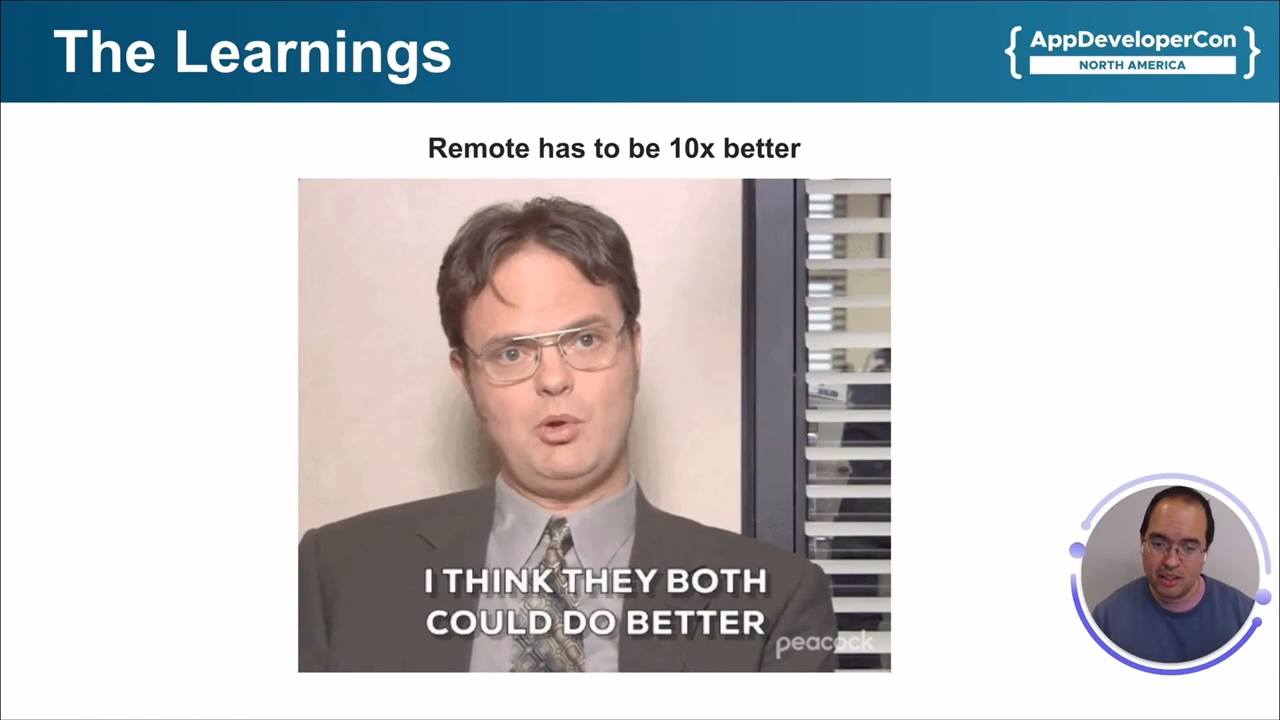 The Learnings
{ AppDeveloperCon }
NORTH AMERICA
Remote has to be 10x better
I THINK THEY BOTH
COULD DO BETTER
peacock